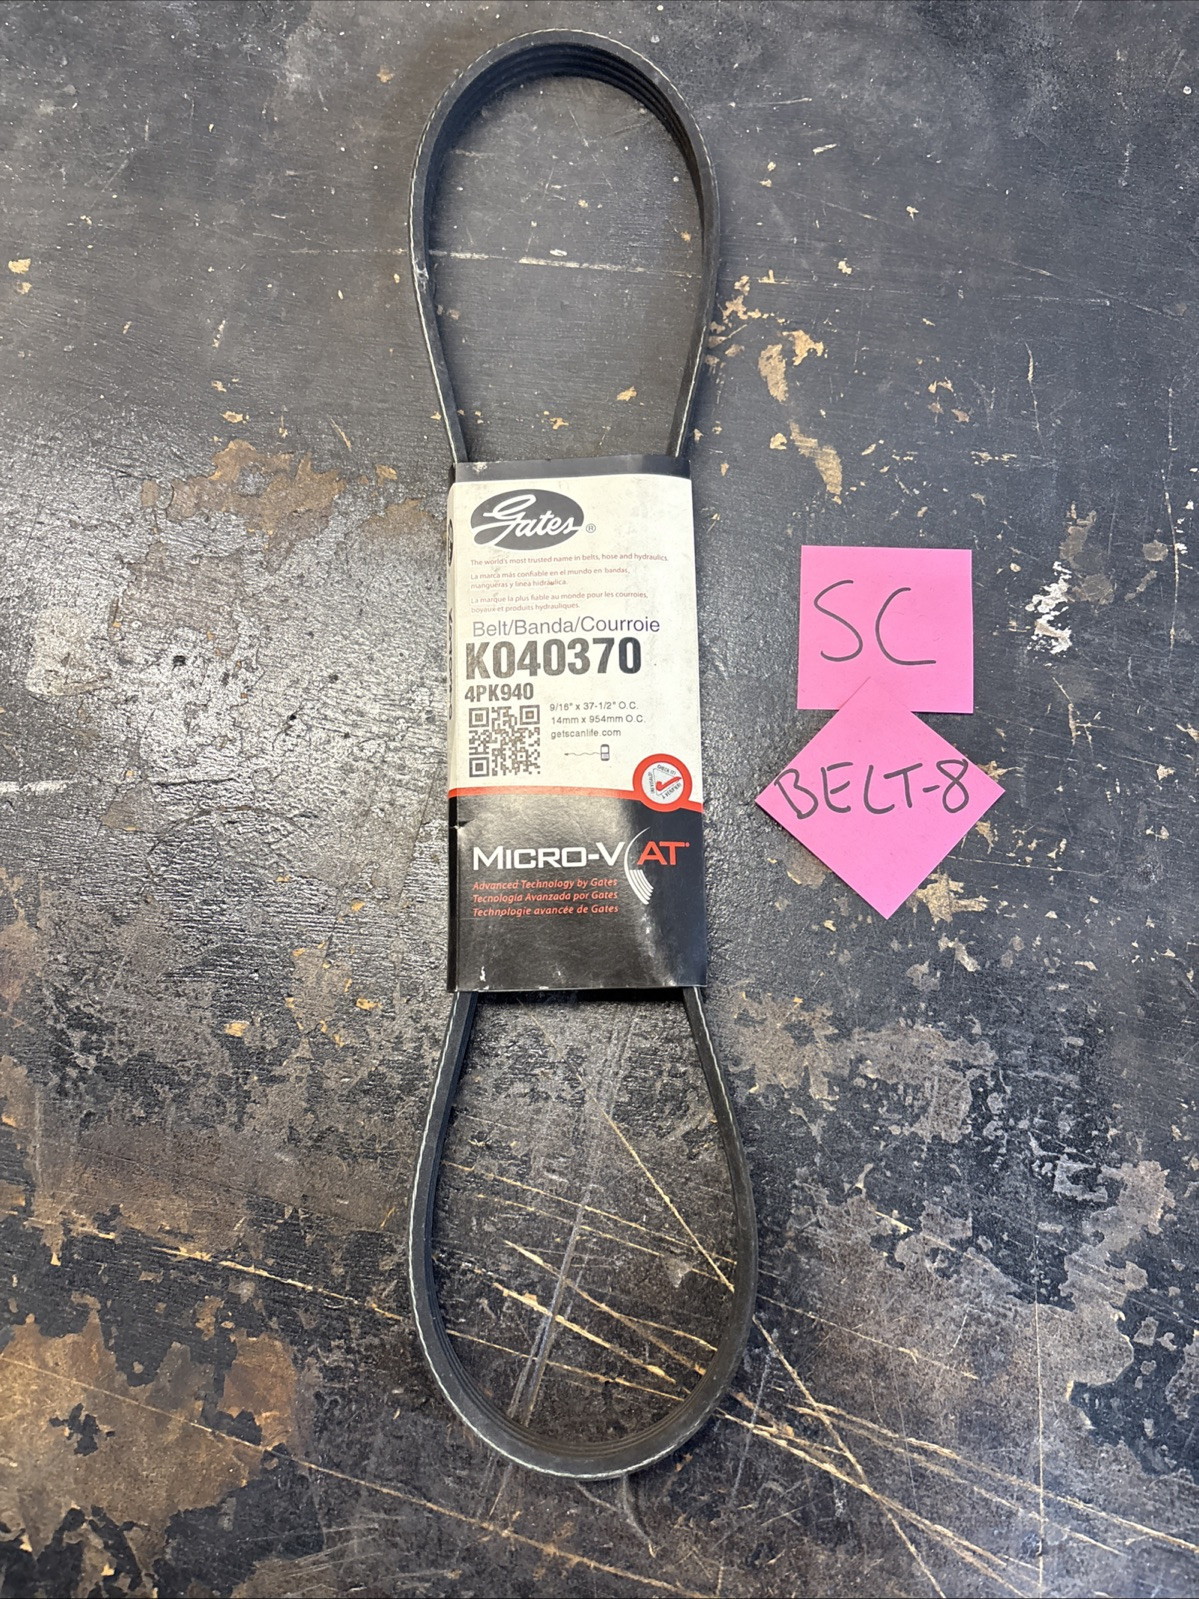 Gates®
The world's most trusted name in belts, hose and hydraulics.
La marca más confiable en el mundo en bandas,
mangueras y linea hidráulica.
La marque la plus fiable au monde pour les courroies,
boyaux et produits hydrauliques.
Belt/Banda/Courroie
K040370
4PK940
9/16" x 37-1/2" O.C.
14mm x 954mm O.C.
getscanlife.com
MICRO-V AT
Advanced Technology by Gates
Tecnología Avanzada por Gates
Technologie avancée de Gates
SC
BELT-8